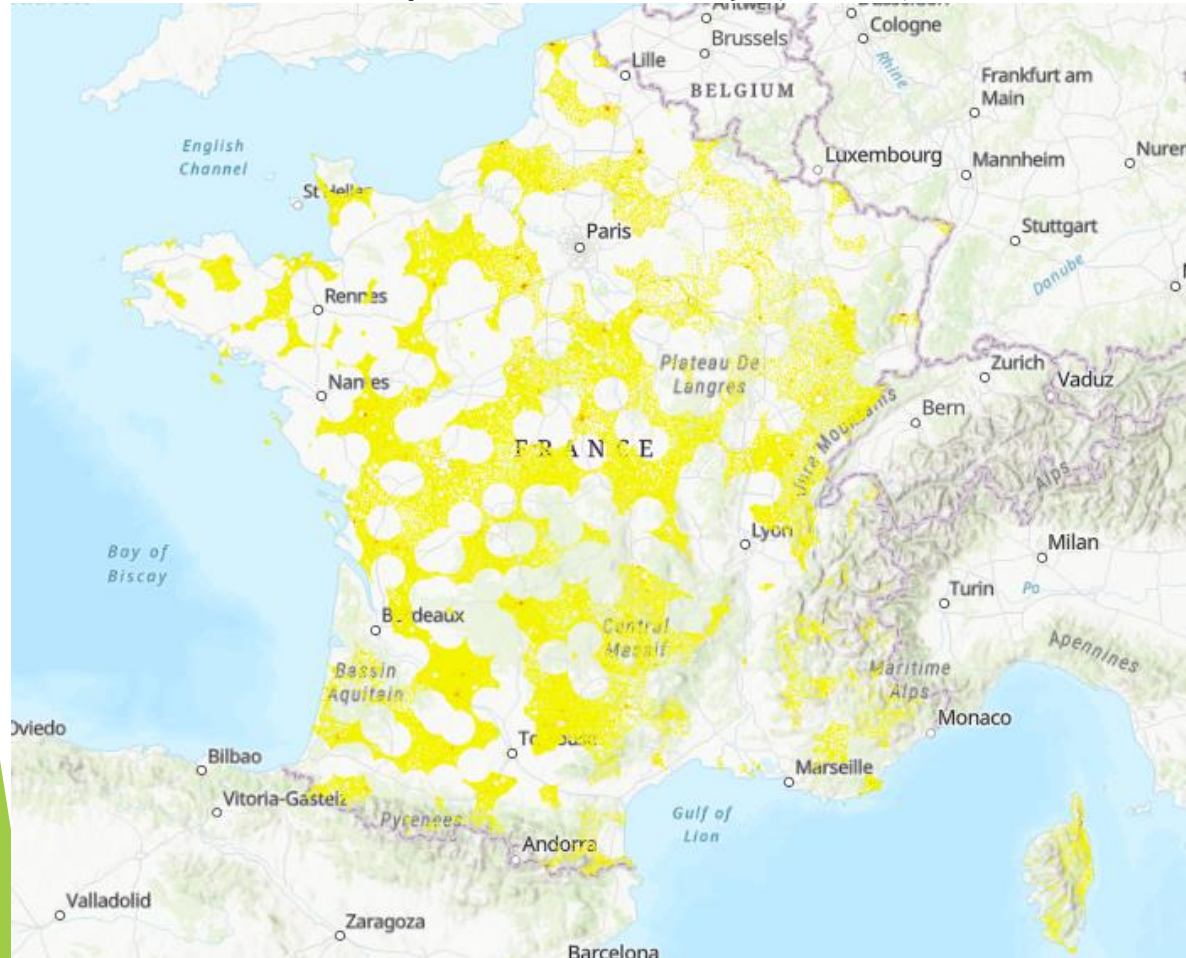 Antwerp
Brussels
Cologne
Lille
Rhine
BELGIUM
Frankfurt am
Main
English
Channel
Luxembourg
Mannheim
Paris
Stuttgart
Danube
Rennes
Plateau De
Langres
Zurich
Vaduz
Nantes
Bern
FRANCE
Jura Mountains
Alps
Lyon
Milan
Bay of
Biscay
Turin
Po
Bordeaux
Central
Massif
Apennines
Bassin
Aquitain
Maritime
Alps
Monaco
Oviedo
Toulouse
Bilbao
Marseille
Vitoria-Gasteiz
Gulf of
Lion
Pyrenees
Andorra
Valladolid
Zaragoza
Barcelona